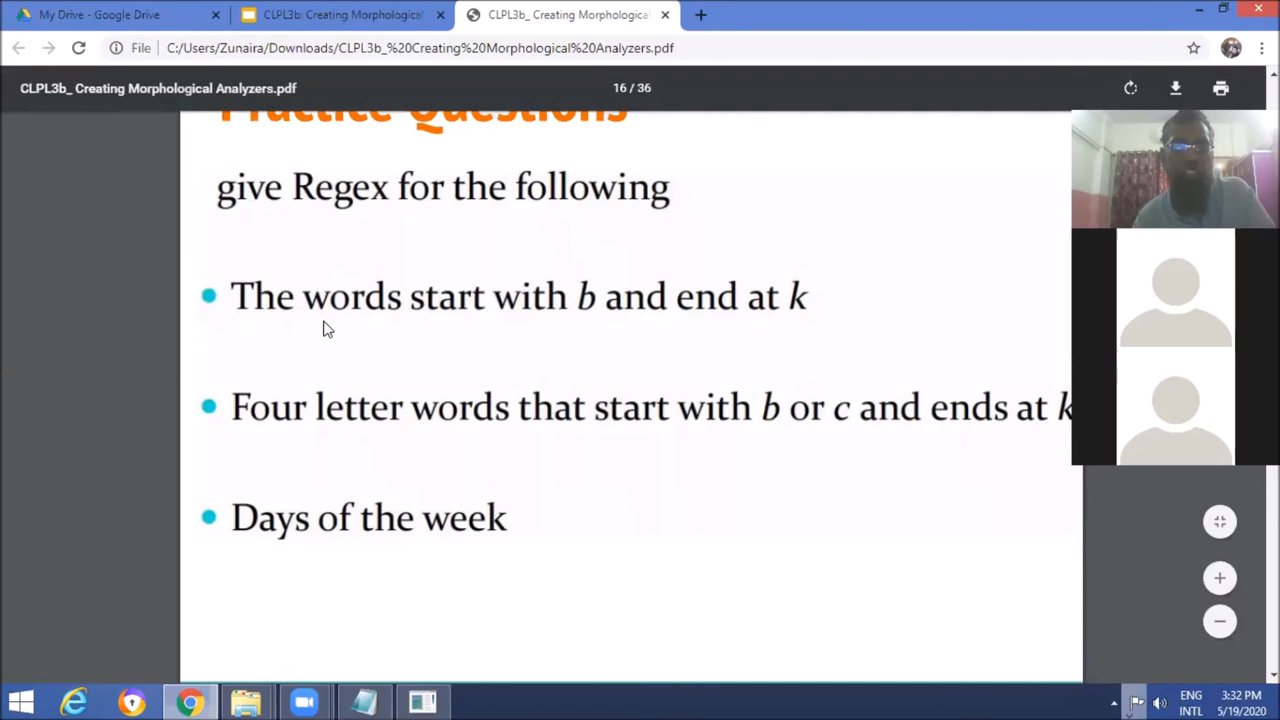 My Drive - Google Drive
CLPL3b: Creating Morphological
CLPL3b_ Creating Morphologica
File
C:/Users/Zunaira/Downloads/CLPL3b_%20Creating%20Morphological%20Analyzers.pdf
CLPL3b_ Creating Morphological Analyzers.pdf
16 / 36
Practice Questions
give Regex for the following
The words start with b and end at k
Four letter words that start with b or c and ends at k
Days of the week
ENG
INTL
3:32 PM
5/19/2020